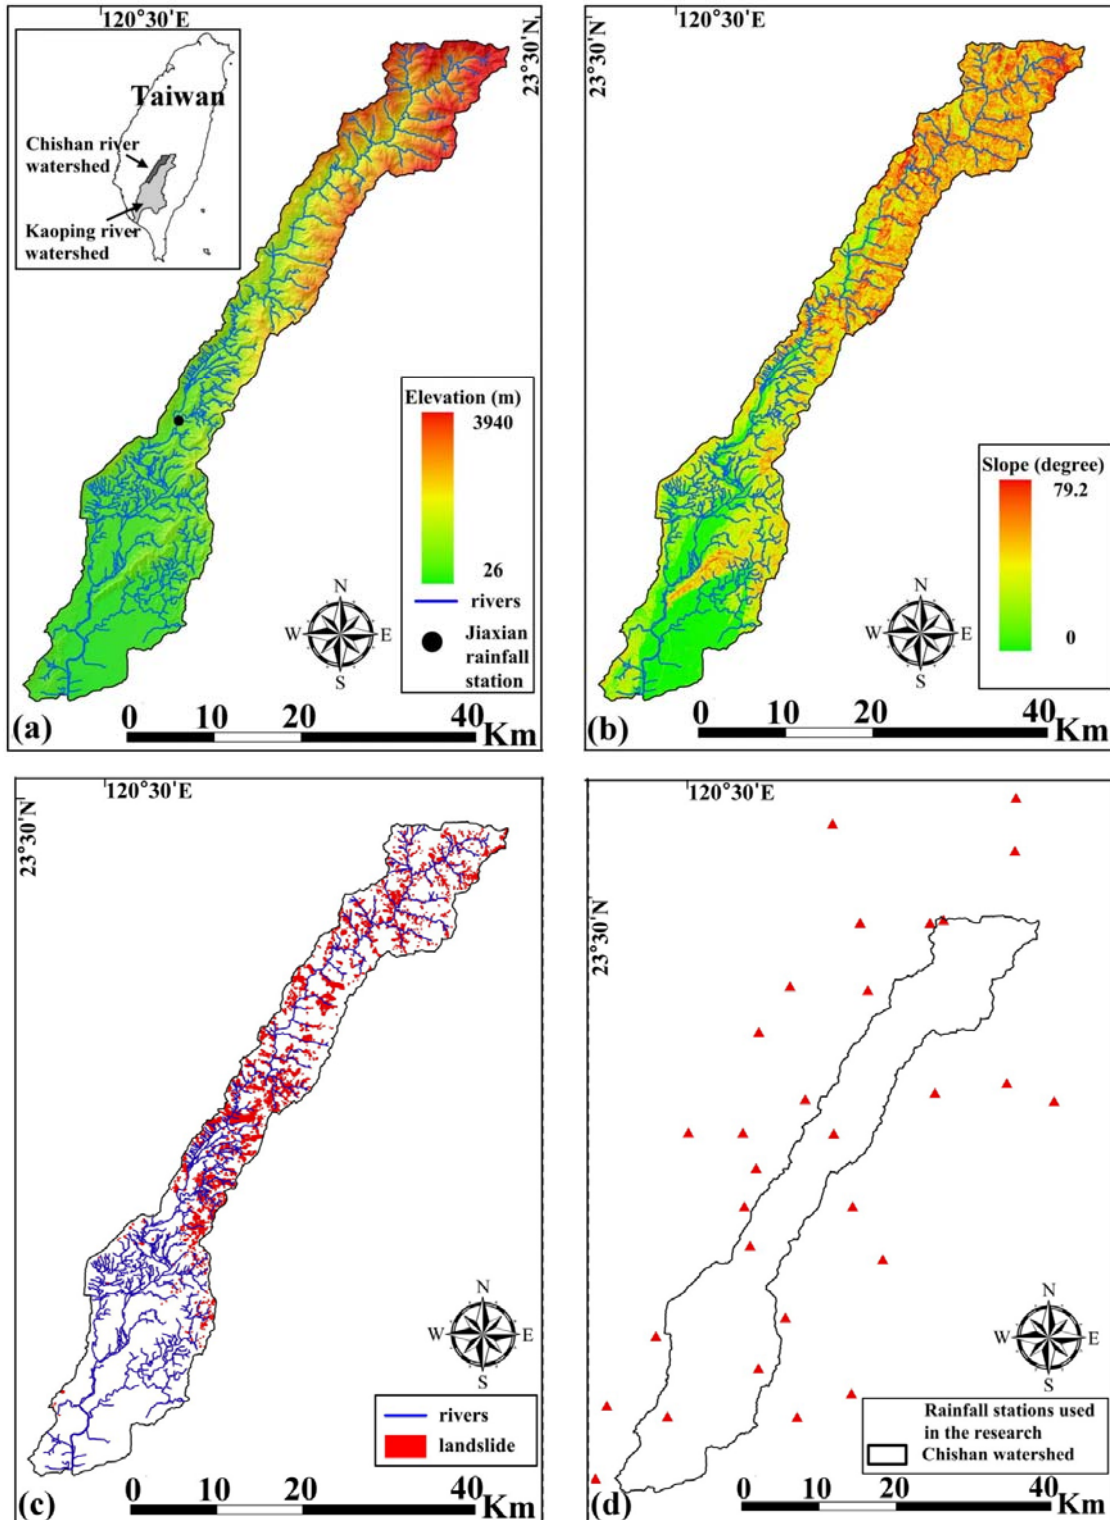 120°30'E
23°30'N
Taiwan
Chishan river
watershed
Kaoping river
watershed
Elevation (m)
3940
26
rivers
Jiaxian
rainfall
station
N
W
E
S
(a)
0
10
20
40
Km
120°30'E
23°30'N
Slope (degree)
79.2
0
N
W
E
S
(b)
0
10
20
40
Km
120°30'E
23°30'N
N
W
E
S
rivers
landslide
(c)
0
10
20
40
Km
120°30'E
23°30'N
N
W
E
S
Rainfall stations used
in the research
Chishan watershed
(d)
0
10
20
40
Km